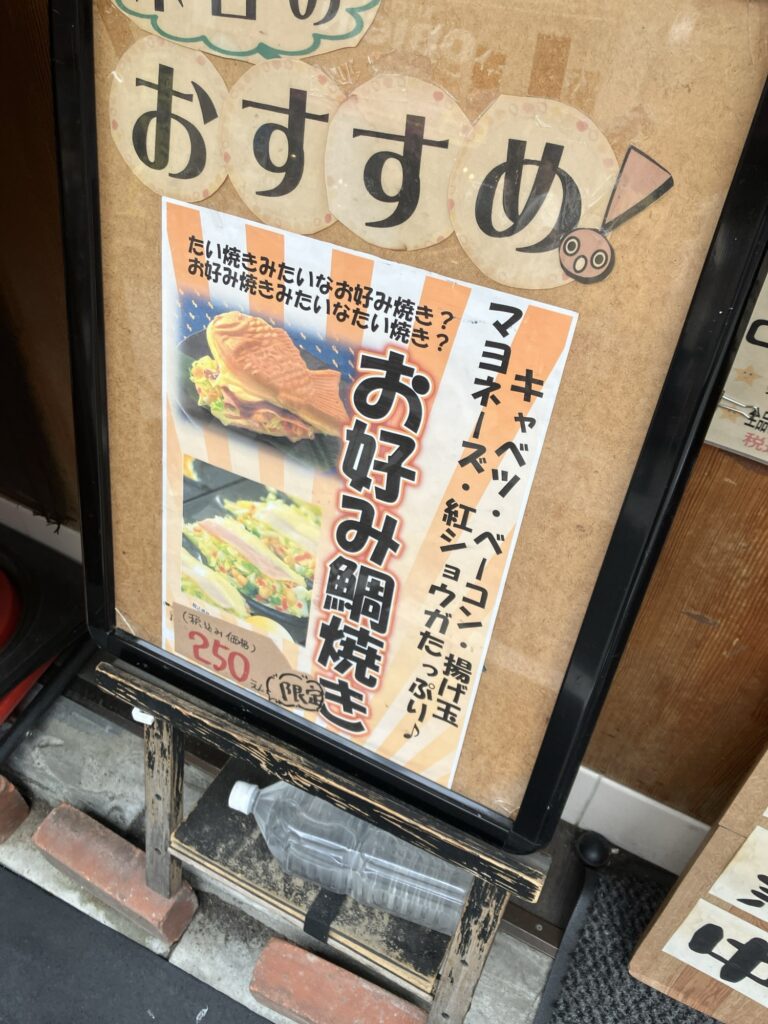 おすすめ!
たい焼きみたいなお好み焼き?
お好み焼きみたいなたい焼き?
キャベツ・ベーコン・揚げ玉
マヨネーズ・紅ショウガたっぷり♪
お好み鯛焼き
(税込み価格)
250
限定
全品
中